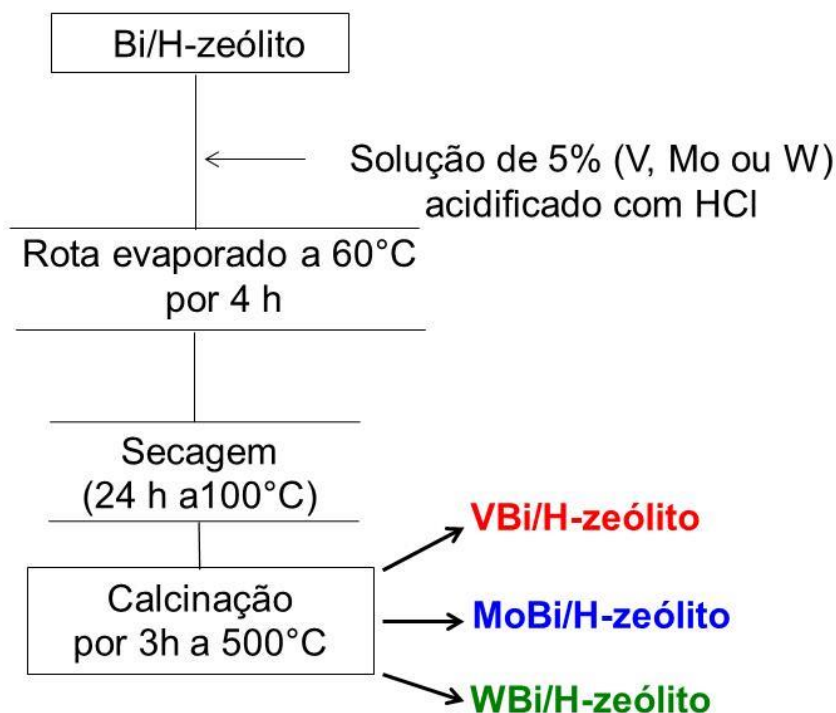 Bi/H-zeólito
Solução de 5% (V, Mo ou W)
acidificado com HCl
Rota evaporado a 60°C
por 4 h
Secagem
(24 h a100°C)
Calcinação
por 3h a 500°C
VBi/H-zeólito
MoBi/H-zeólito
WBi/H-zeólito